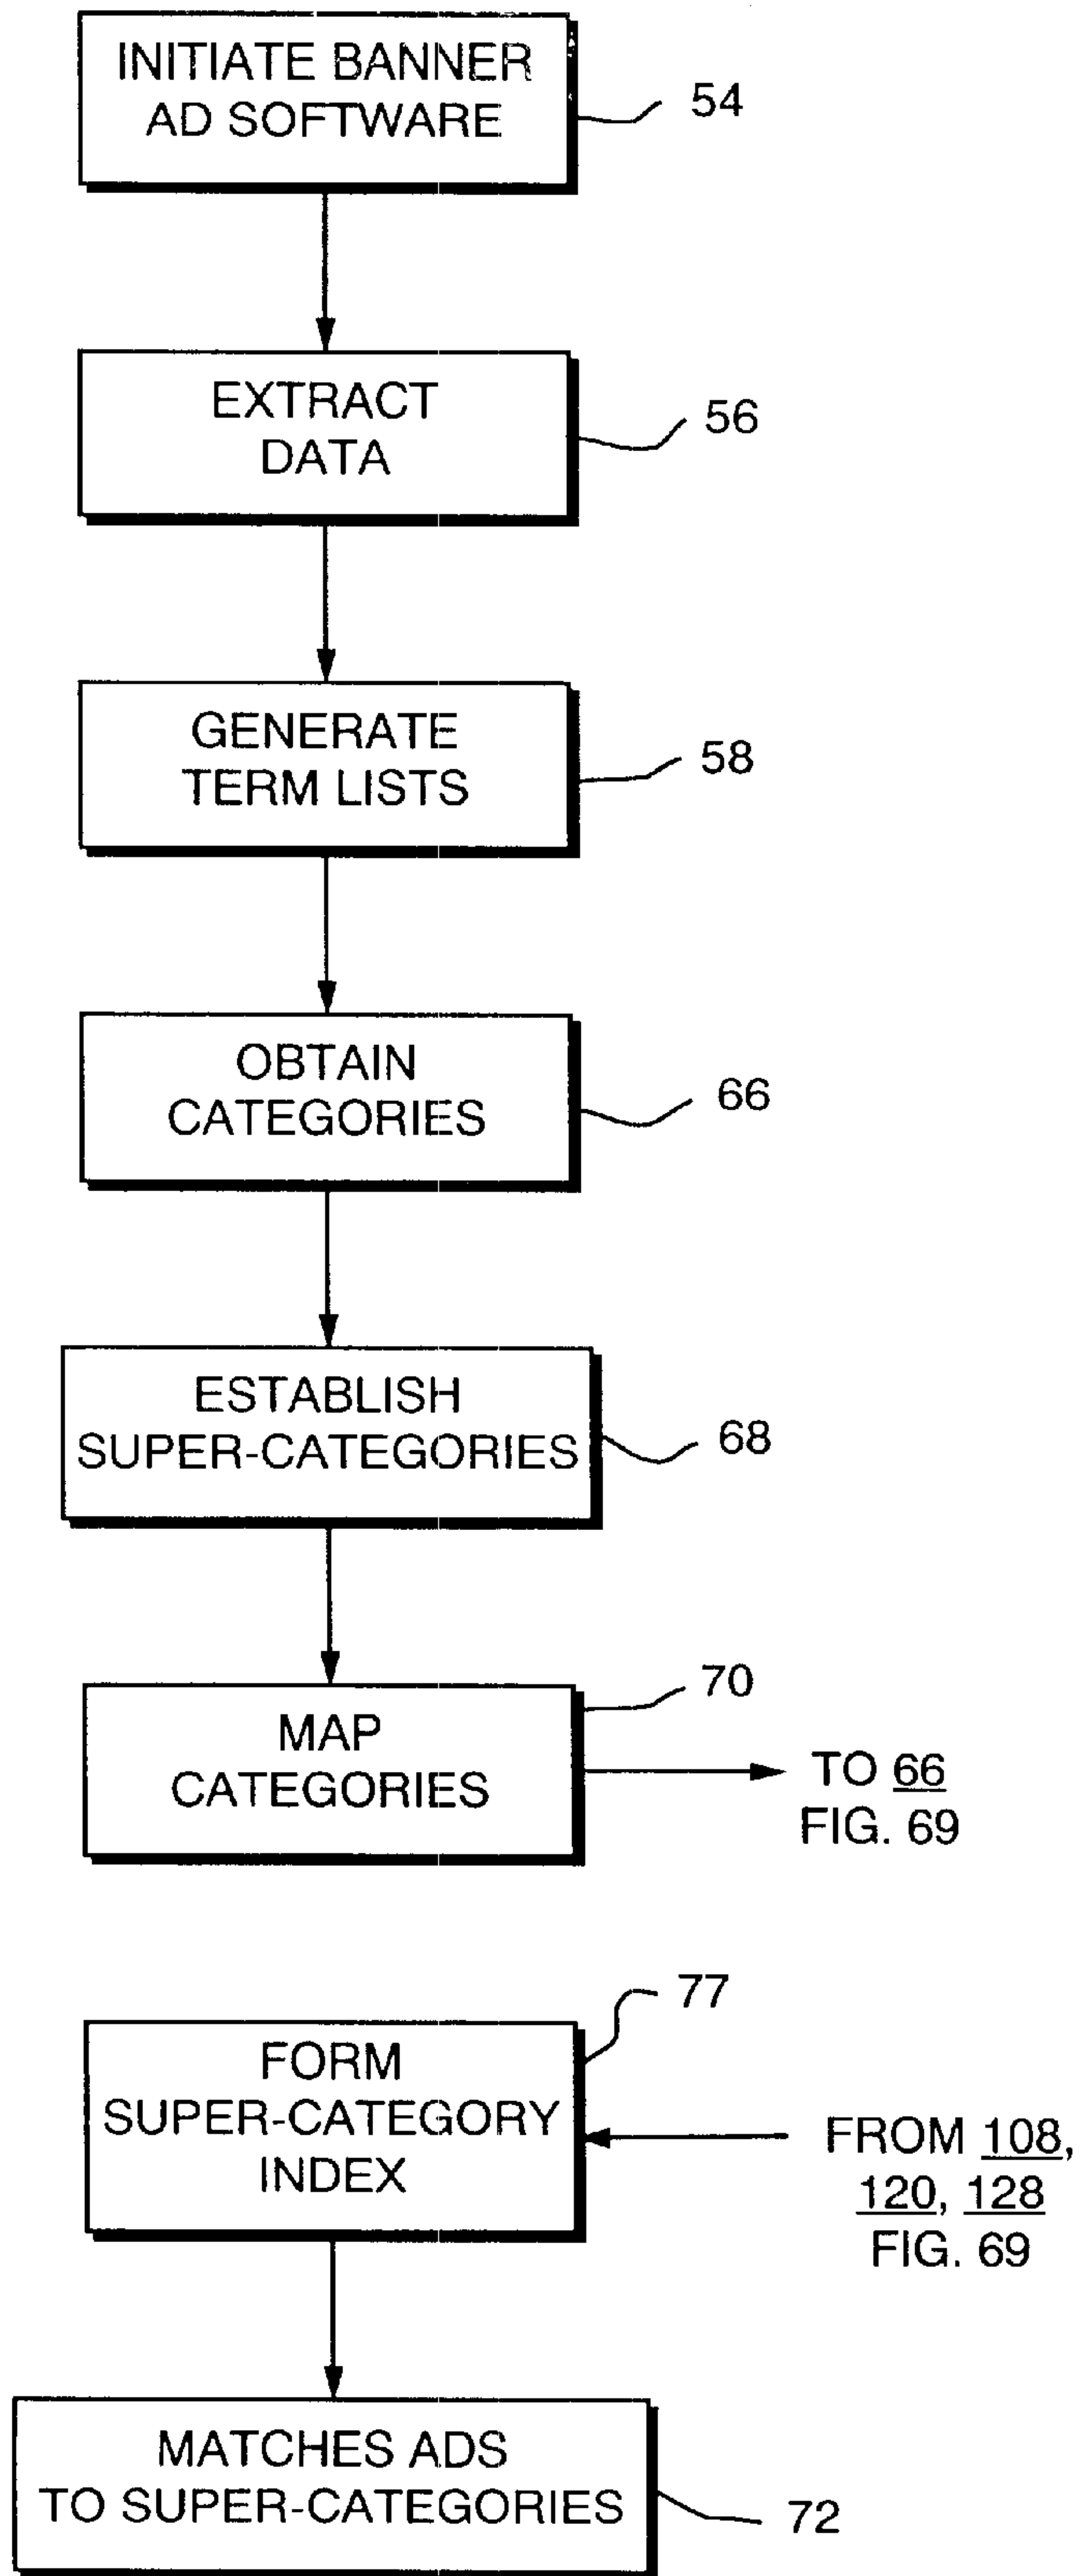 INITIATE BANNER
AD SOFTWARE
54
EXTRACT
DATA
56
GENERATE
TERM LISTS
58
OBTAIN
CATEGORIES
66
ESTABLISH
SUPER-CATEGORIES
68
MAP
CATEGORIES
70
TO 66
FIG. 69
FORM
SUPER-CATEGORY
INDEX
77
FROM 108,
120, 128
FIG. 69
MATCHES ADS
TO SUPER-CATEGORIES
72